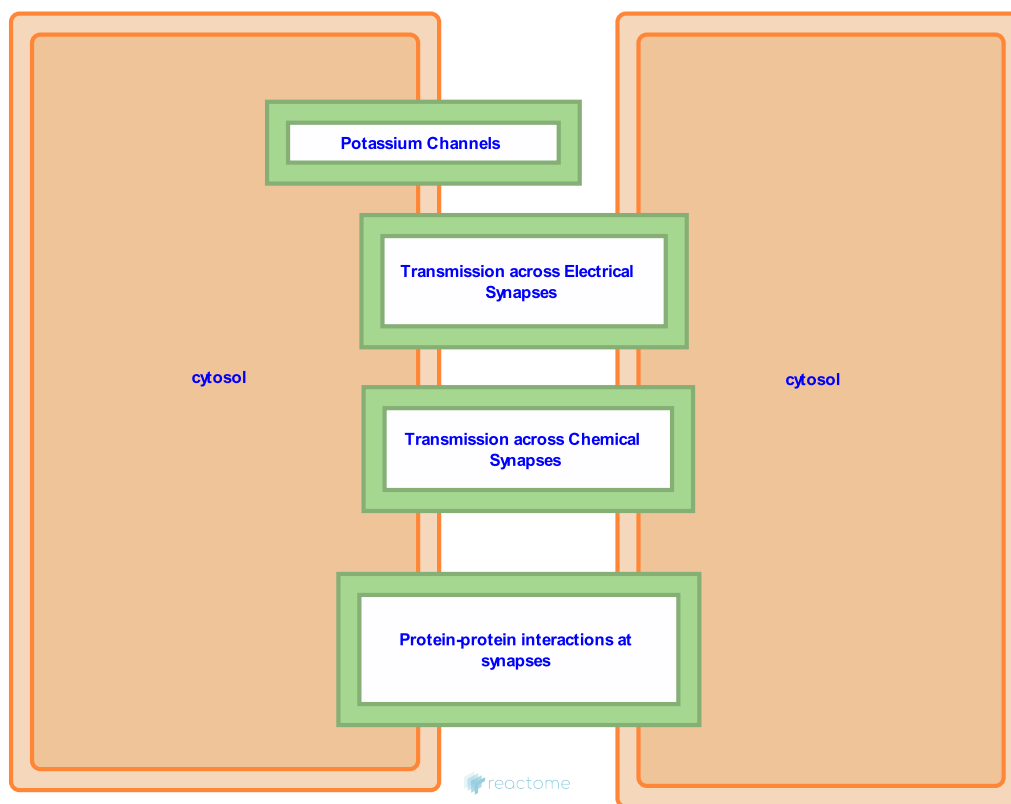 Potassium Channels
Transmission across Electrical
Synapses
cytosol
cytosol
Transmission across Chemical
Synapses
Protein-protein interactions at
synapses
reactome